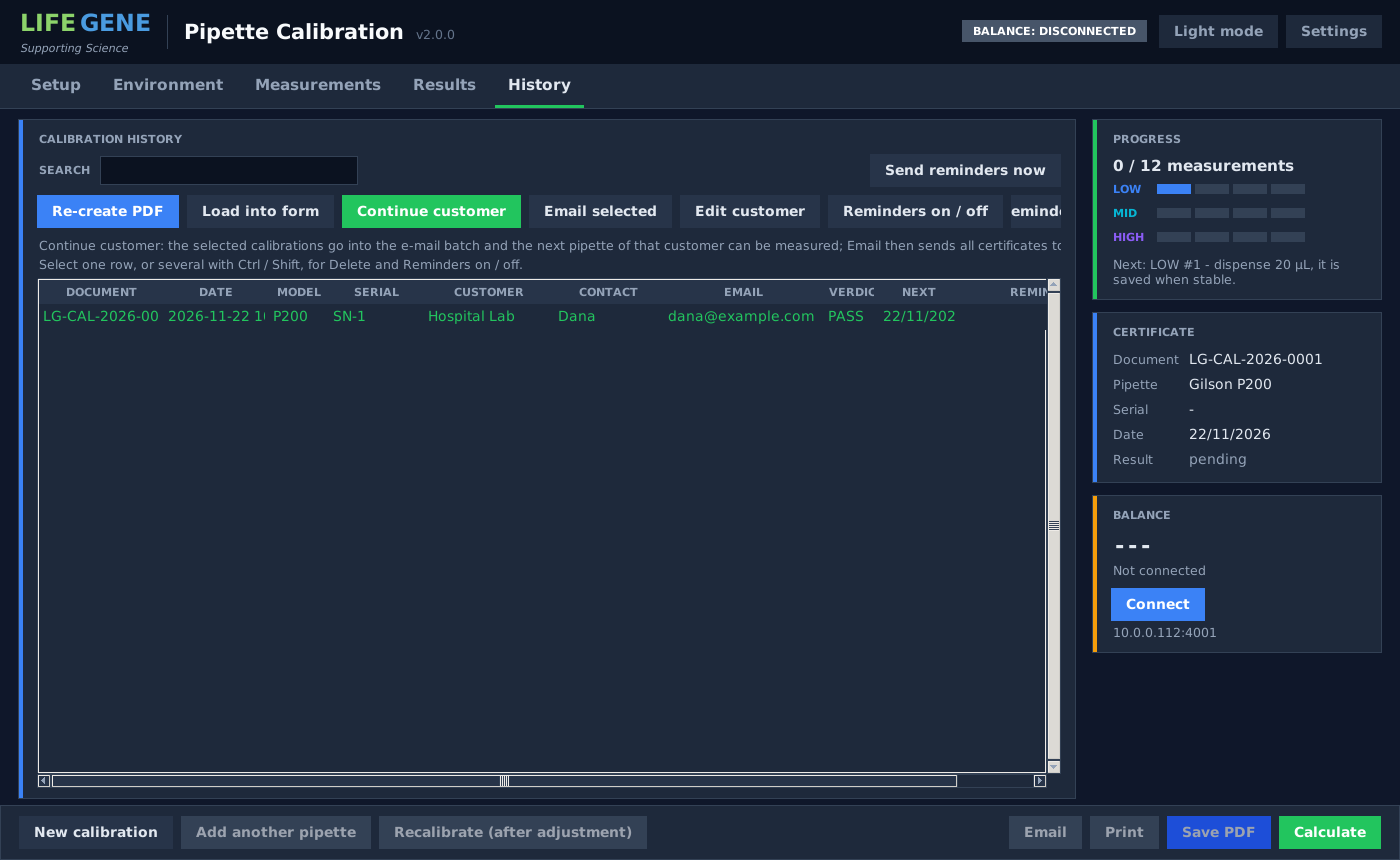 LIFE GENE
Supporting Science
Pipette Calibration v2.0.0
BALANCE: DISCONNECTED
Light mode
Settings
Setup
Environment
Measurements
Results
History
CALIBRATION HISTORY
SEARCH
Send reminders now
Re-create PDF
Load into form
Continue customer
Email selected
Edit customer
Reminders on / off
Continue customer: the selected calibrations go into the e-mail batch and the next pipette of that customer can be measured; Email then sends all certificates
Select one row, or several with Ctrl / Shift, for Delete and Reminders on / off.
DOCUMENT DATE MODEL SERIAL CUSTOMER CONTACT EMAIL VERDIC NEXT REMIN
LG-CAL-2026-00 2026-11-22 P200 SN-1 Hospital Lab Dana dana@example.com PASS 22/11/202
PROGRESS
0 / 12 measurements
LOW
MID
HIGH
Next: LOW #1 - dispense 20 µL, it is
saved when stable.
CERTIFICATE
Document LG-CAL-2026-0001
Pipette Gilson P200
Serial -
Date 22/11/2026
Result pending
BALANCE
---
Not connected
Connect
10.0.0.112:4001
New calibration
Add another pipette
Recalibrate (after adjustment)
Email
Print
Save PDF
Calculate